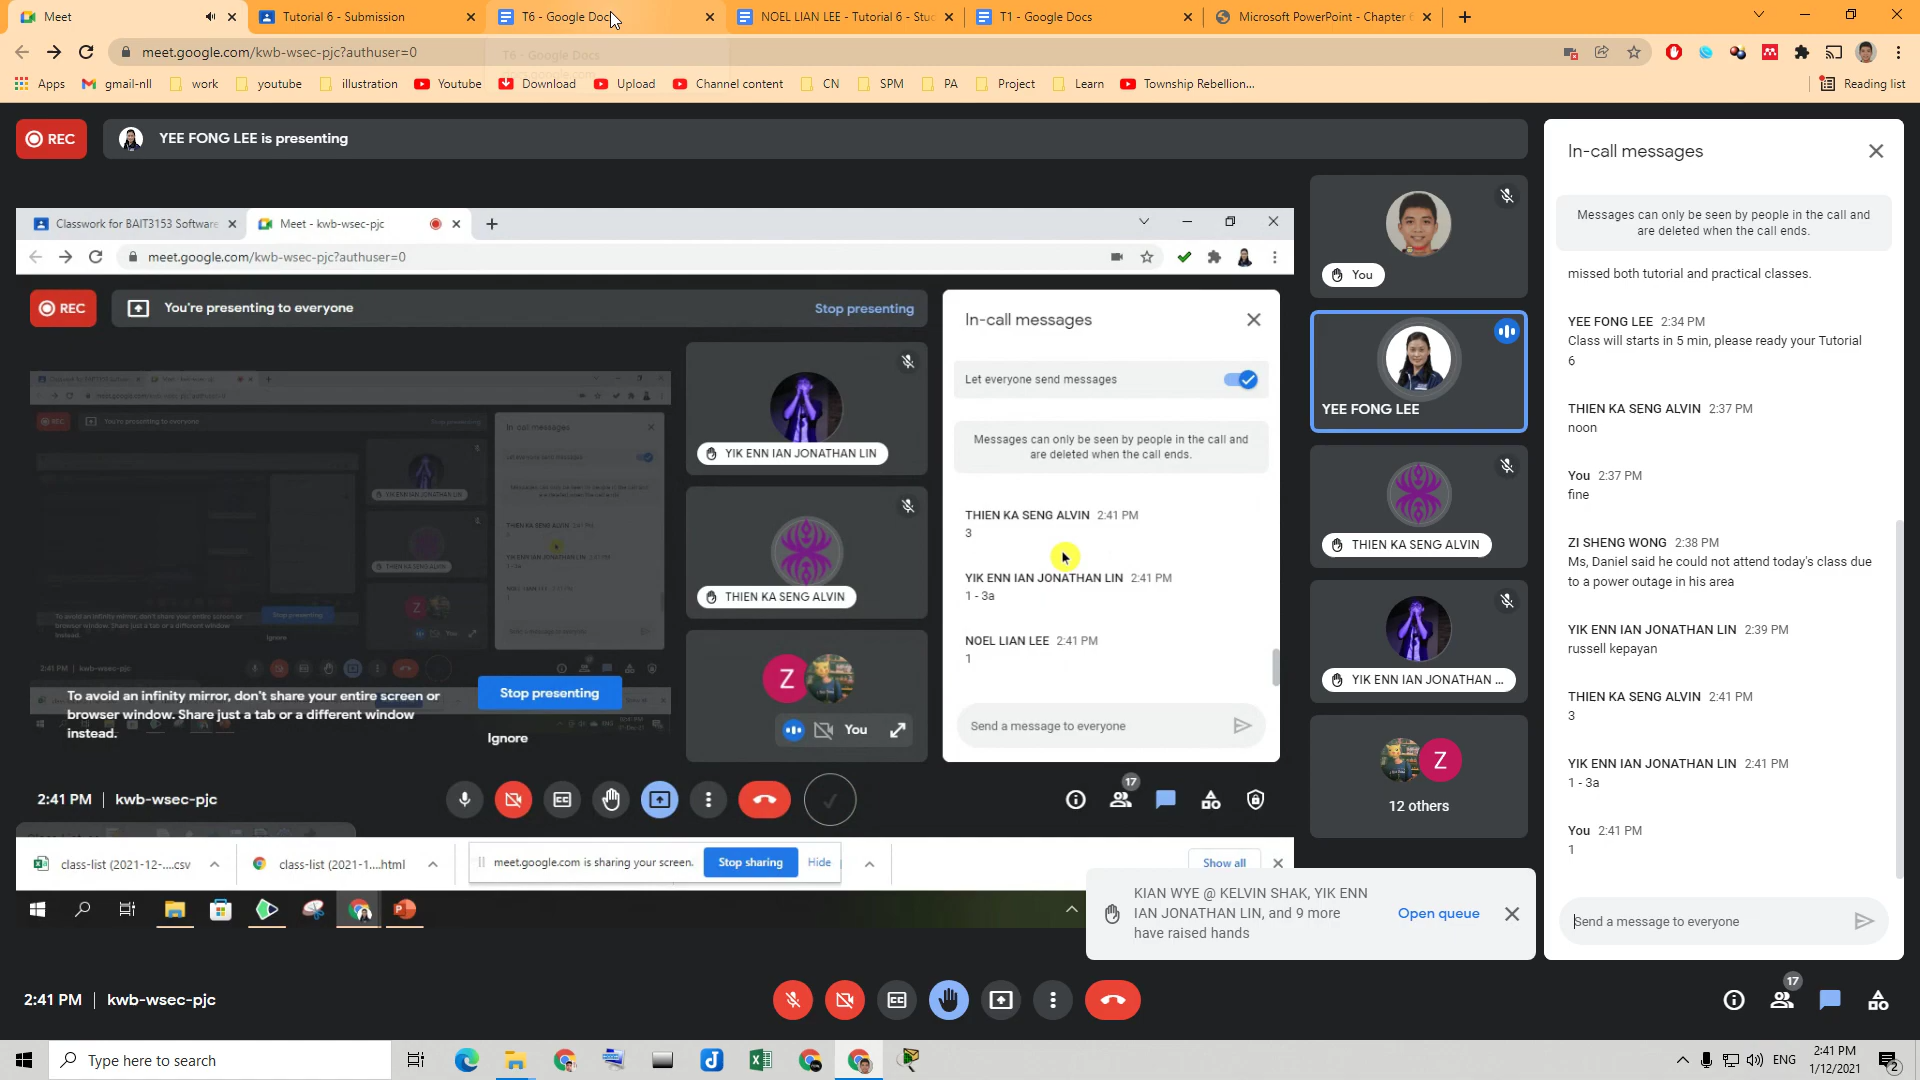 Meet
Tutorial 6 - Submission
T6 - Google Docs
NOEL LIAN LEE - Tutorial 6 - Stuc
T1 - Google Docs
Microsoft PowerPoint - Chapter 6
meet.google.com/kwb-wsec-pjc?authuser=0
T6 - Google Docs
Apps
gmail-nll
work
youtube
illustration
Youtube
Download
Upload
Channel content
CN
SPM
PA
Project
Learn
Township Rebellion...
Reading list
REC
YEE FONG LEE is presenting
Classwork for BAIT3153 Software
Meet - kwb-wsec-pjc
meet.google.com/kwb-wsec-pjc?authuser=0
REC
You're presenting to everyone
Stop presenting
YIK ENN IAN JONATHAN LIN
THIEN KA SENG ALVIN
Z
You
To avoid an infinity mirror, don't share your entire screen or
browser window. Share just a tab or a different window
instead.
Stop presenting
Ignore
In-call messages
Let everyone send messages
Messages can only be seen by people in the call and
are deleted when the call ends.
THIEN KA SENG ALVIN 2:41 PM
3
YIK ENN IAN JONATHAN LIN 2:41 PM
1 - 3a
NOEL LIAN LEE 2:41 PM
1
Send a message to everyone
2:41 PM | kwb-wsec-pjc
17
class-list (2021-12-....csv
class-list (2021-1....html
meet.google.com is sharing your screen.
Stop sharing
Hide
Show all
You
YEE FONG LEE
THIEN KA SENG ALVIN
YIK ENN IAN JONATHAN ...
Z
12 others
KIAN WYE @ KELVIN SHAK, YIK ENN
IAN JONATHAN LIN, and 9 more
have raised hands
Open queue
In-call messages
Messages can only be seen by people in the call and
are deleted when the call ends.
missed both tutorial and practical classes.
YEE FONG LEE 2:34 PM
Class will starts in 5 min, please ready your Tutorial
6
THIEN KA SENG ALVIN 2:37 PM
noon
You 2:37 PM
fine
ZI SHENG WONG 2:38 PM
Ms, Daniel said he could not attend today's class due
to a power outage in his area
YIK ENN IAN JONATHAN LIN 2:39 PM
russell kepayan
THIEN KA SENG ALVIN 2:41 PM
3
YIK ENN IAN JONATHAN LIN 2:41 PM
1 - 3a
You 2:41 PM
1
Send a message to everyone
2:41 PM | kwb-wsec-pjc
17
Type here to search
ENG
2:41 PM
1/12/2021
2